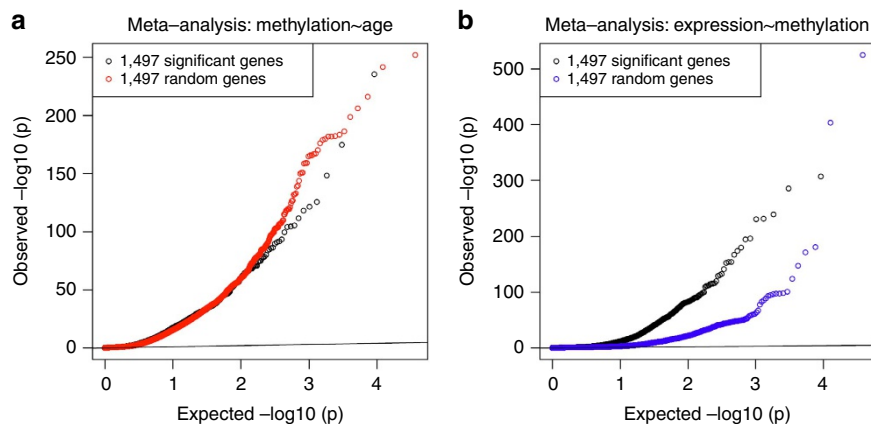 a
Meta–analysis: methylation~age
1,497 significant genes
1,497 random genes
Observed –log10 (p)
250
200
150
100
50
0
0 1 2 3 4
Expected –log10 (p)
b
Meta–analysis: expression~methylation
1,497 significant genes
1,497 random genes
Observed –log10 (p)
500
400
300
200
100
0
0 1 2 3 4
Expected –log10 (p)